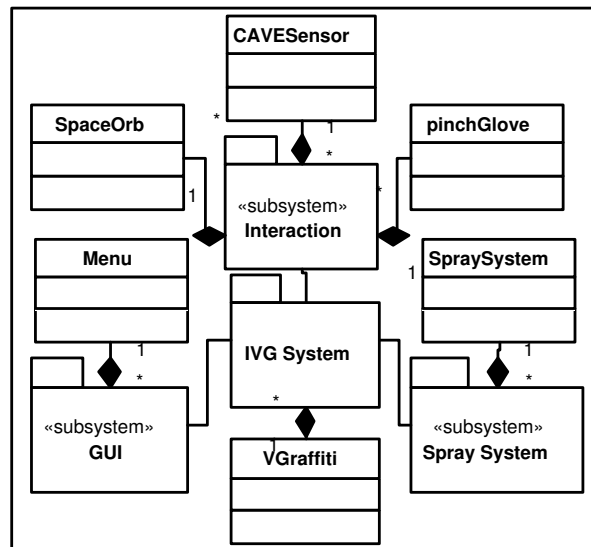 CAVESensor
*
1
*
SpaceOrb
pinchGlove
1
*
«subsystem»
Interaction
Menu
1
SpraySystem
IVG System
1
*
1
*
*
«subsystem»
GUI
«subsystem»
Spray System
1
VGraffiti